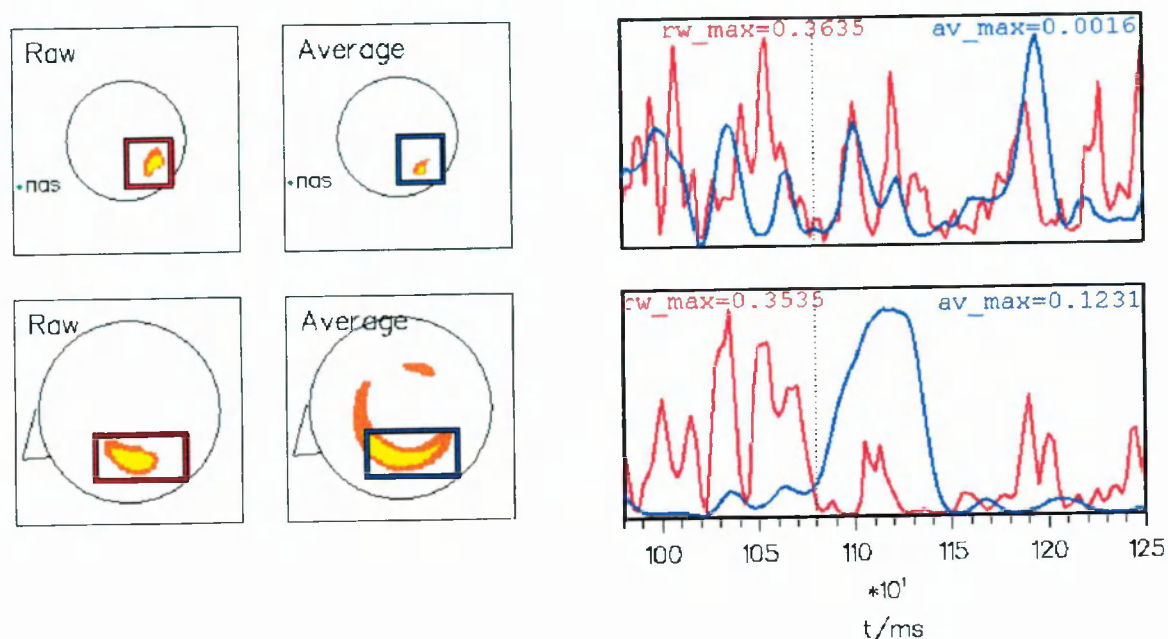 Raw
Average
rw_max=0.3635
av_max=0.0016
nas
Raw
Average
rw_max=0.3535
av_max=0.1231
100
105
110
115
120
125
*10¹
t/ms